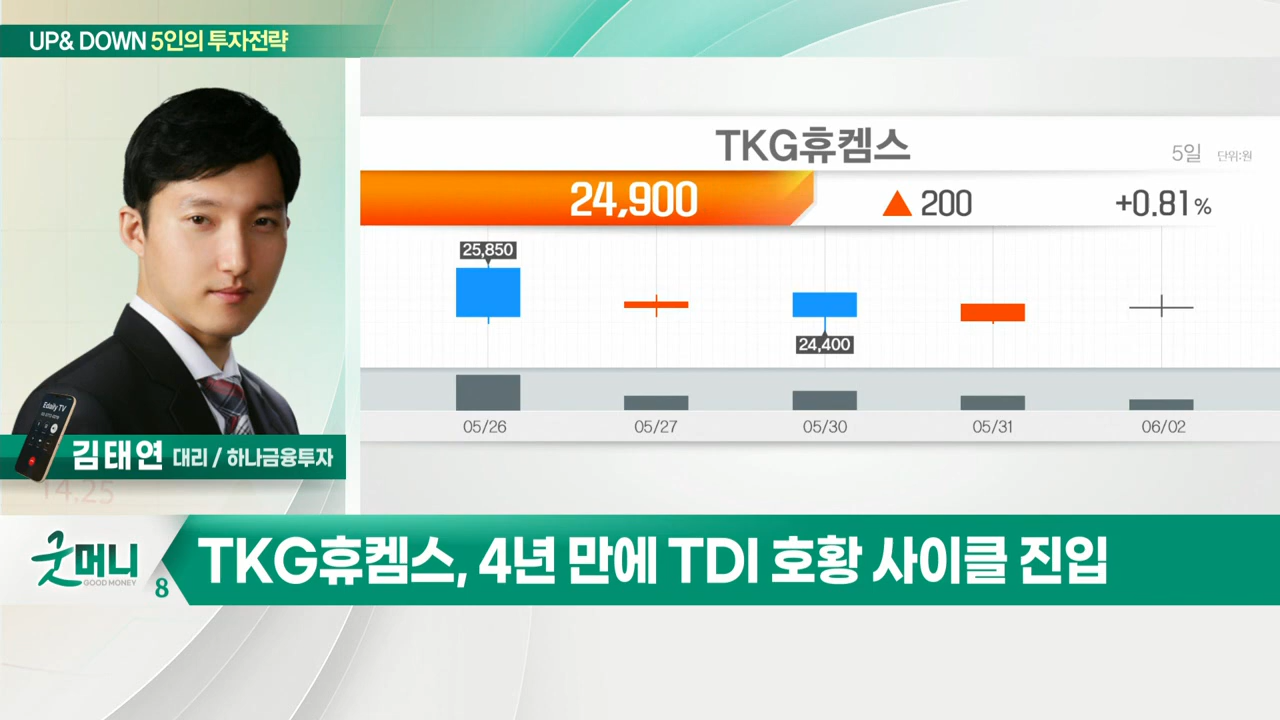 UP& DOWN 5인의 투자전략
TKG휴켐스
5일 단위:원
24,900 ▲ 200 +0.81%
25,850
24,400
05/26 05/27 05/30 05/31 06/02
Edaily TV
김태연 대리 / 하나금융투자
14.25
굿머니
GOOD MONEY
8
TKG휴켐스, 4년 만에 TDI 호황 사이클 진입